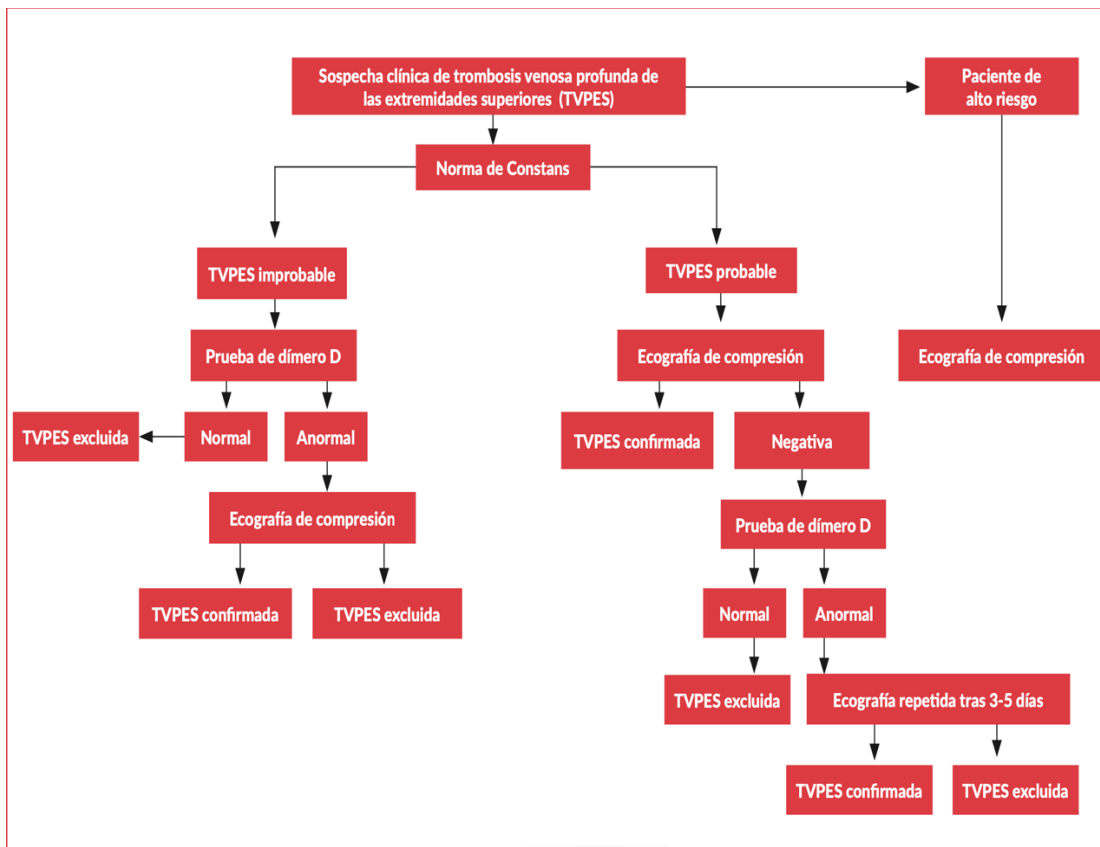 Sospecha clínica de trombosis venosa profunda de
las extremidades superiores (TVPES)
Paciente de
alto riesgo
Norma de Constans
TVPES improbable
TVPES probable
Prueba de dímero D
Ecografía de compresión
Ecografía de compresión
TVPES excluida
Normal
Anormal
TVPES confirmada
Negativa
Ecografía de compresión
Prueba de dímero D
TVPES confirmada
TVPES excluida
Normal
Anormal
TVPES excluida
Ecografía repetida tras 3-5 días
TVPES confirmada
TVPES excluida